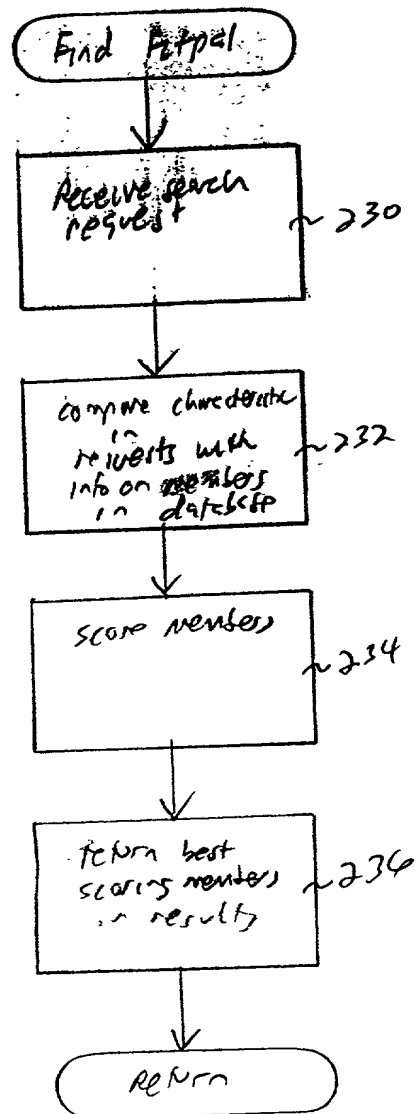 Find Fitpal
Receive search
request
~ 230
compare characteristic
in
requests with
info on members
in database
~ 232
score members
~ 234
return best
scoring members
in results
~ 236
Return